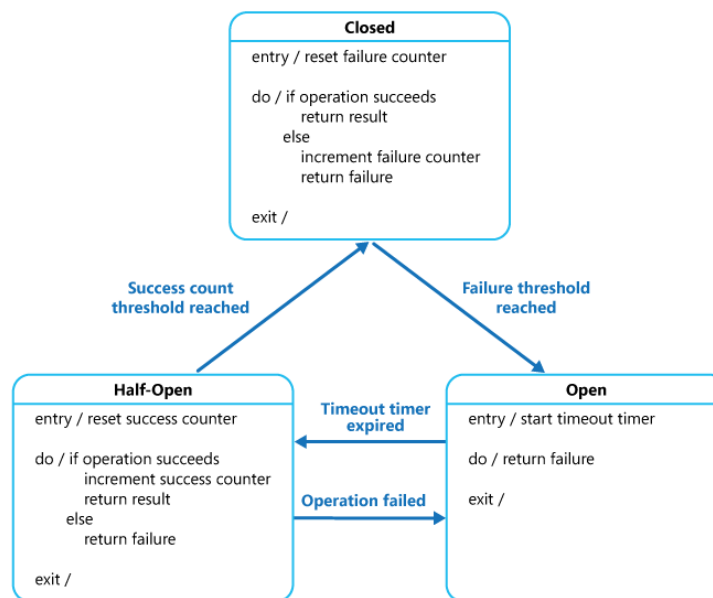 Closed
entry / reset failure counter
do / if operation succeeds
return result
else
increment failure counter
return failure
exit /
Success count
threshold reached
Failure threshold
reached
Half-Open
entry / reset success counter
do / if operation succeeds
increment success counter
return result
else
return failure
exit /
Timeout timer
expired
Operation failed
Open
entry / start timeout timer
do / return failure
exit /